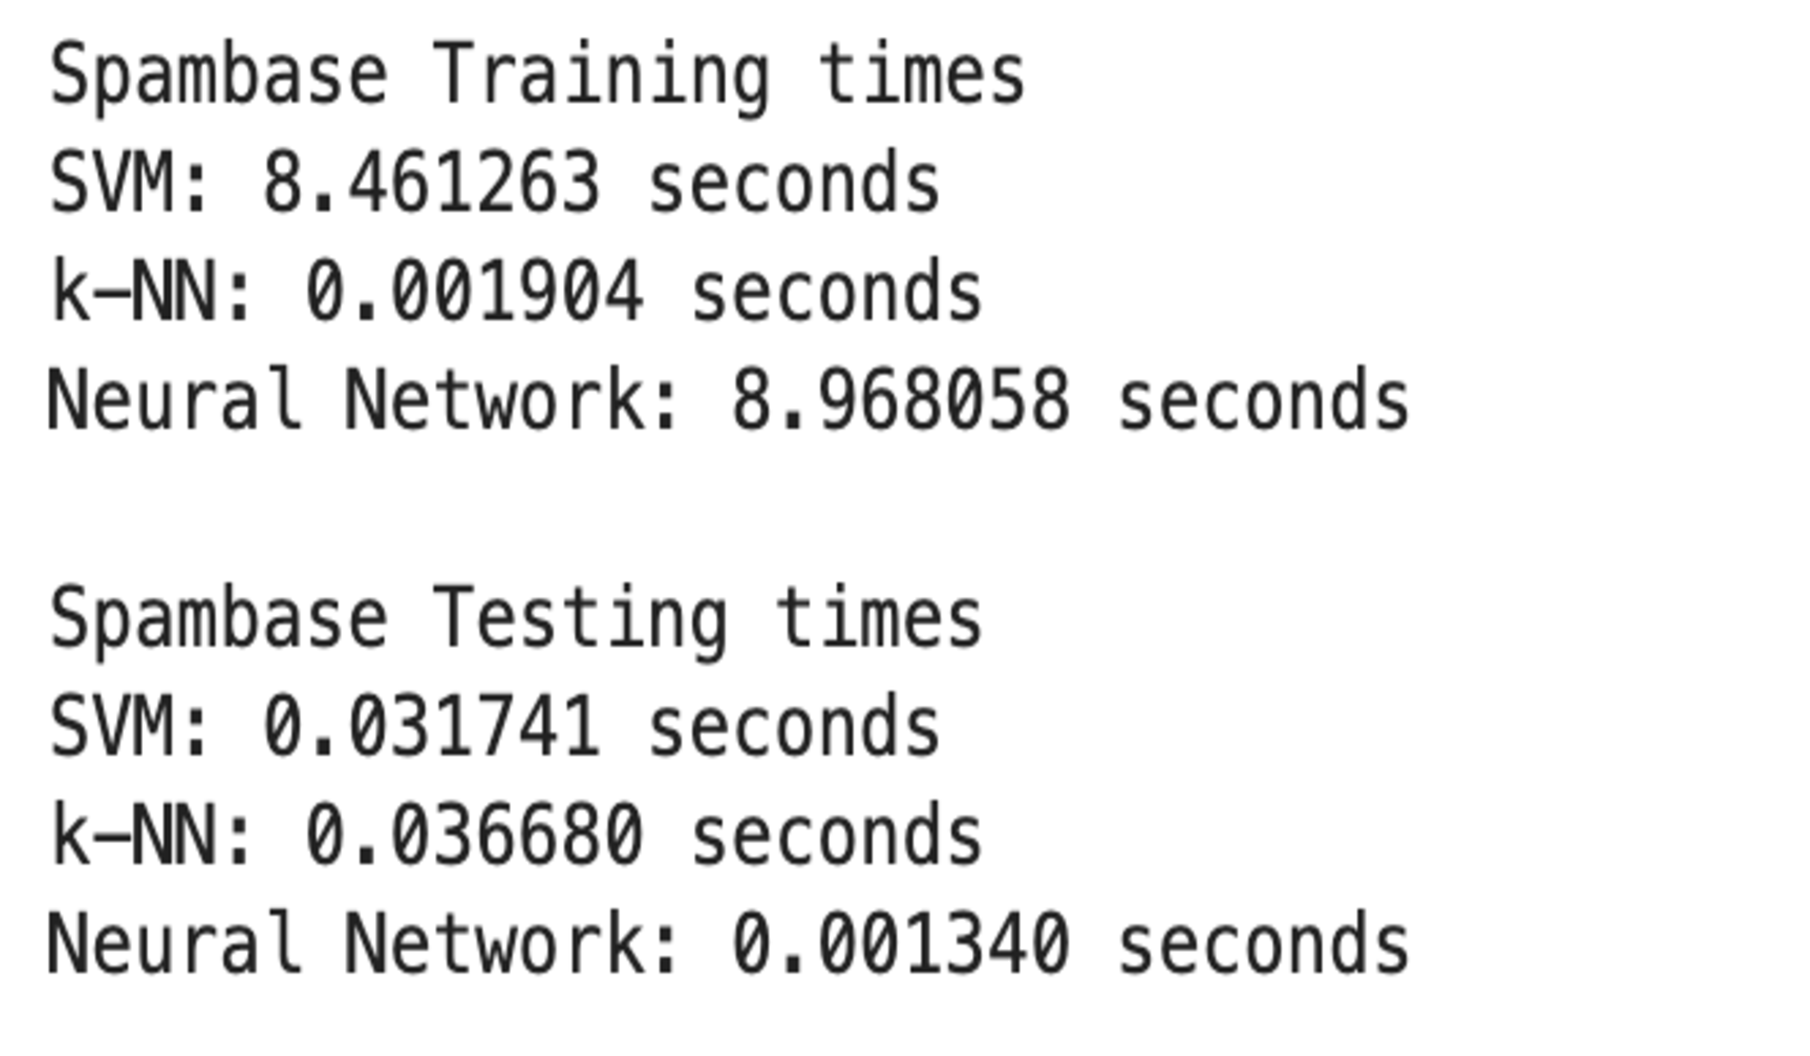 Spambase Training times
SVM: 8.461263 seconds
k-NN: 0.001904 seconds
Neural Network: 8.968058 seconds
Spambase Testing times
SVM: 0.031741 seconds
k-NN: 0.036680 seconds
Neural Network: 0.001340 seconds